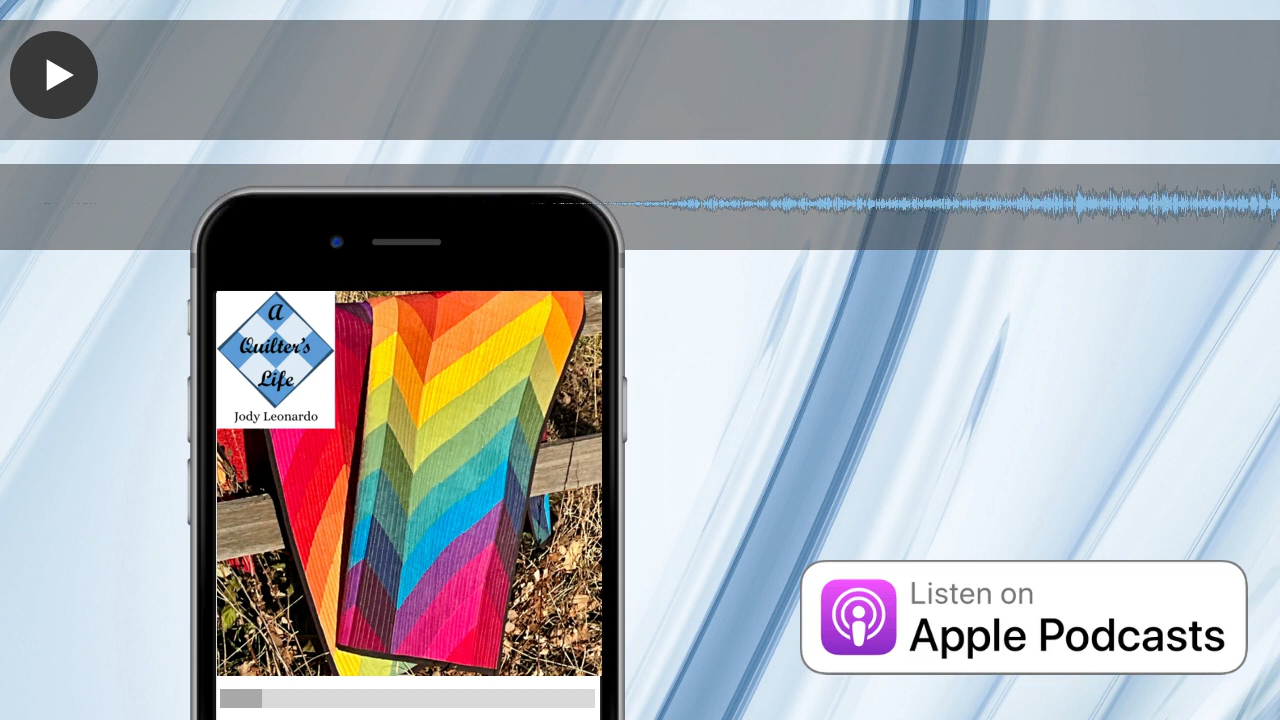 A
Quilter's
Life
Jody Leonardo
Listen on
Apple Podcasts